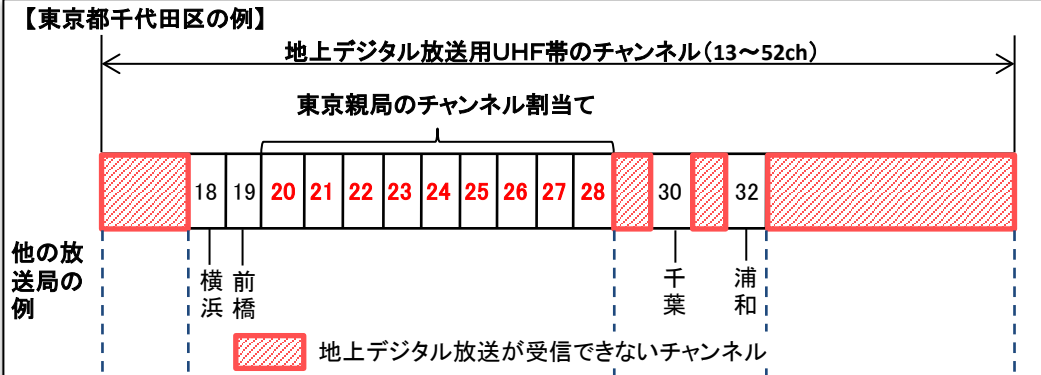 【東京都千代田区の例】
地上デジタル放送用UHF帯のチャンネル(13～52ch)
東京親局のチャンネル割当て
18 19 20 21 22 23 24 25 26 27 28 30 32
他の放
送局の
例
横浜
前橋
千葉
浦和
地上デジタル放送が受信できないチャンネル